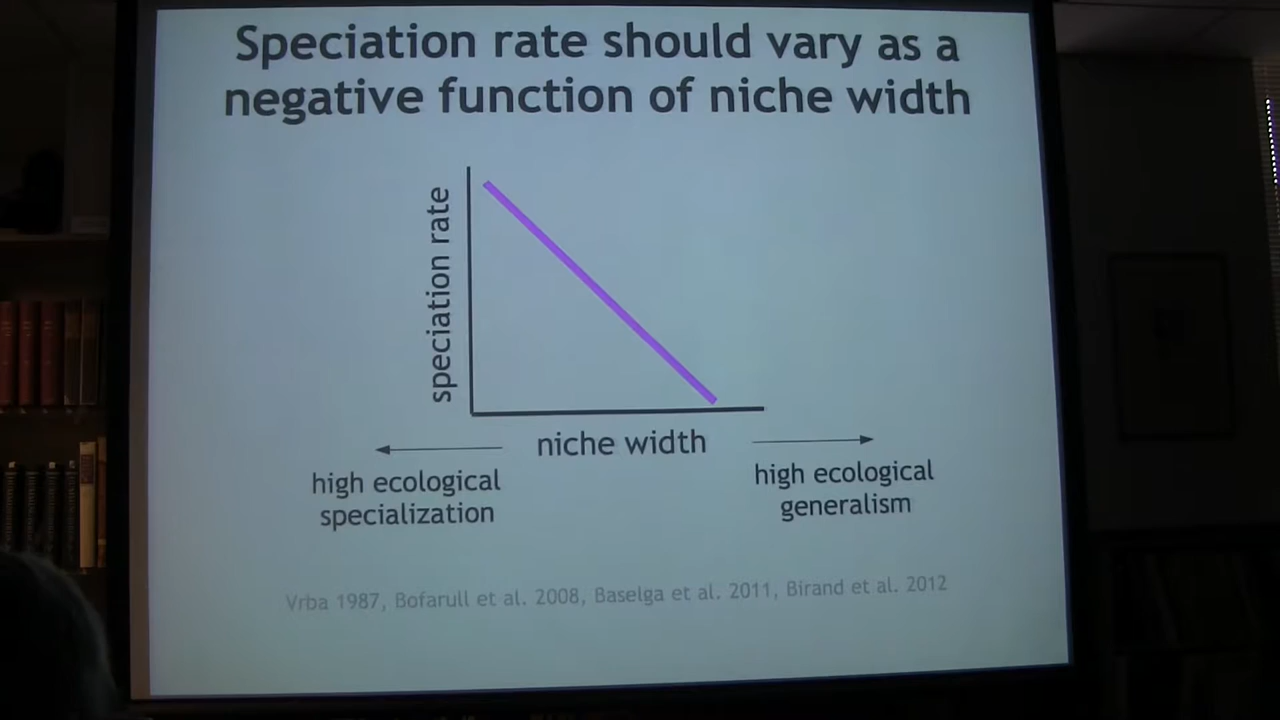 Speciation rate should vary as a
negative function of niche width
speciation rate
niche width
high ecological
specialization
high ecological
generalism
Vrba 1987, Bofarull et al. 2008, Baselga et al. 2011, Birand et al. 2012